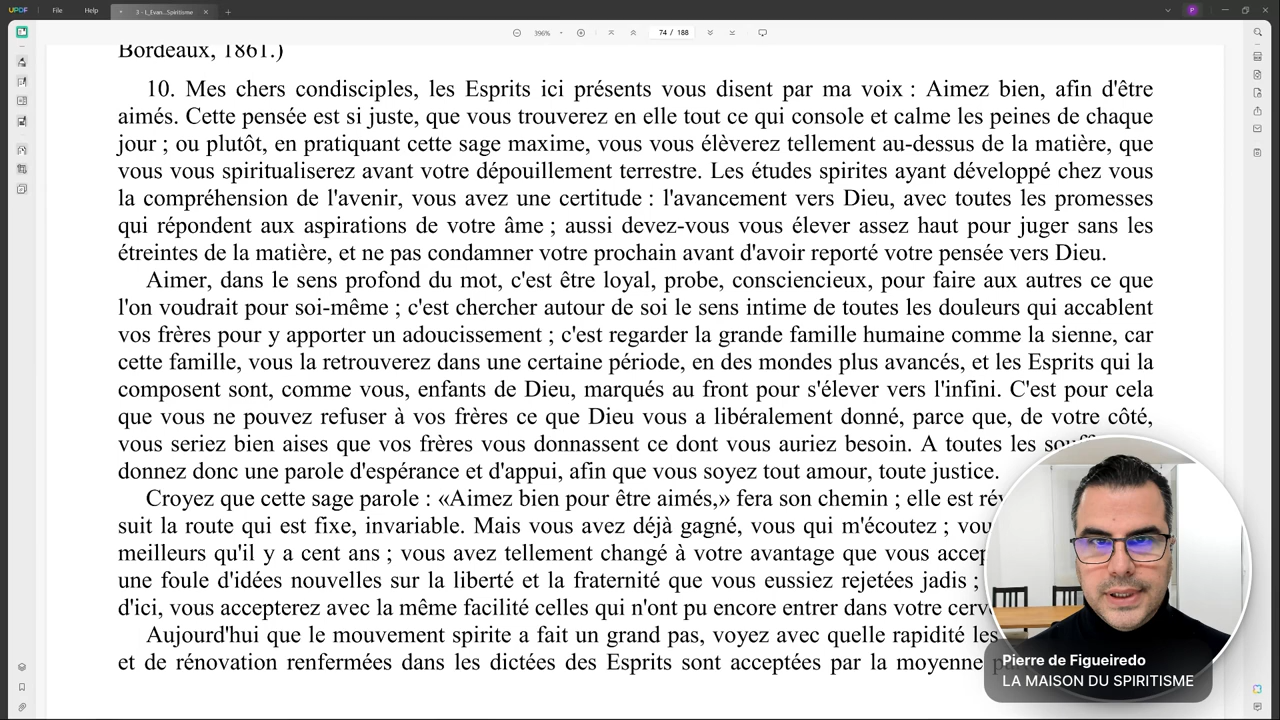 UPDF
File
Help
3 - L_Evan...Spiritisme
396%
74 / 188
P
Bordeaux, 1861.)
10. Mes chers condisciples, les Esprits ici présents vous disent par ma voix : Aimez bien, afin d'être
aimés. Cette pensée est si juste, que vous trouverez en elle tout ce qui console et calme les peines de chaque
jour ; ou plutôt, en pratiquant cette sage maxime, vous vous élèverez tellement au-dessus de la matière, que
vous vous spiritualiserez avant votre dépouillement terrestre. Les études spirites ayant développé chez vous
la compréhension de l'avenir, vous avez une certitude : l'avancement vers Dieu, avec toutes les promesses
qui répondent aux aspirations de votre âme ; aussi devez-vous vous élever assez haut pour juger sans les
étreintes de la matière, et ne pas condamner votre prochain avant d'avoir reporté votre pensée vers Dieu.
Aimer, dans le sens profond du mot, c'est être loyal, probe, consciencieux, pour faire aux autres ce que
l'on voudrait pour soi-même ; c'est chercher autour de soi le sens intime de toutes les douleurs qui accablent
vos frères pour y apporter un adoucissement ; c'est regarder la grande famille humaine comme la sienne, car
cette famille, vous la retrouverez dans une certaine période, en des mondes plus avancés, et les Esprits qui la
composent sont, comme vous, enfants de Dieu, marqués au front pour s'élever vers l'infini. C'est pour cela
que vous ne pouvez refuser à vos frères ce que Dieu vous a libéralement donné, parce que, de votre côté,
vous seriez bien aises que vos frères vous donnassent ce dont vous auriez besoin. A toutes les
donnez donc une parole d'espérance et d'appui, afin que vous soyez tout amour, toute justice.
Croyez que cette sage parole : «Aimez bien pour être aimés,» fera son chemin ; elle est
suit la route qui est fixe, invariable. Mais vous avez déjà gagné, vous qui m'écoutez ;
meilleurs qu'il y a cent ans ; vous avez tellement changé à votre avantage que vous
une foule d'idées nouvelles sur la liberté et la fraternité que vous eussiez rejetées jadis ;
d'ici, vous accepterez avec la même facilité celles qui n'ont pu encore entrer dans votre
Aujourd'hui que le mouvement spirite a fait un grand pas, voyez avec quelle rapidité les
et de rénovation renfermées dans les dictées des Esprits sont acceptées par la moyenne
Pierre de Figueiredo
LA MAISON DU SPIRITISME